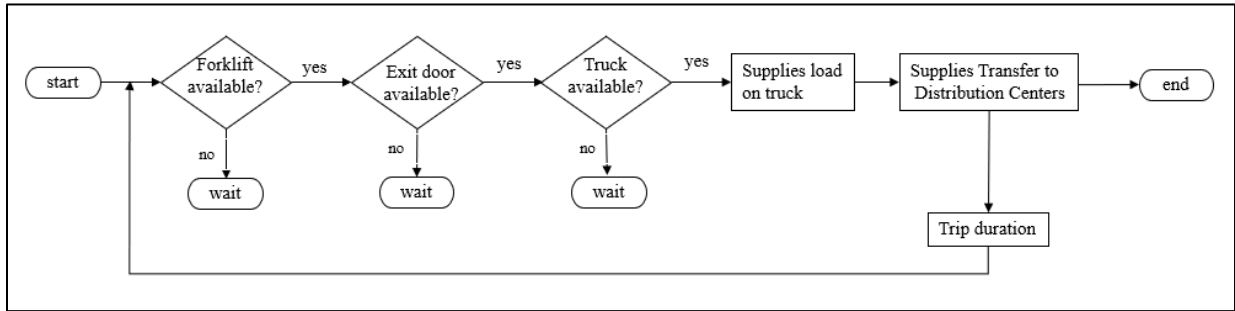 start
Forklift
available?
yes
Exit door
available?
yes
Truck
available?
yes
Supplies load
on truck
Supplies Transfer to
Distribution Centers
end
no
wait
no
wait
no
wait
Trip duration